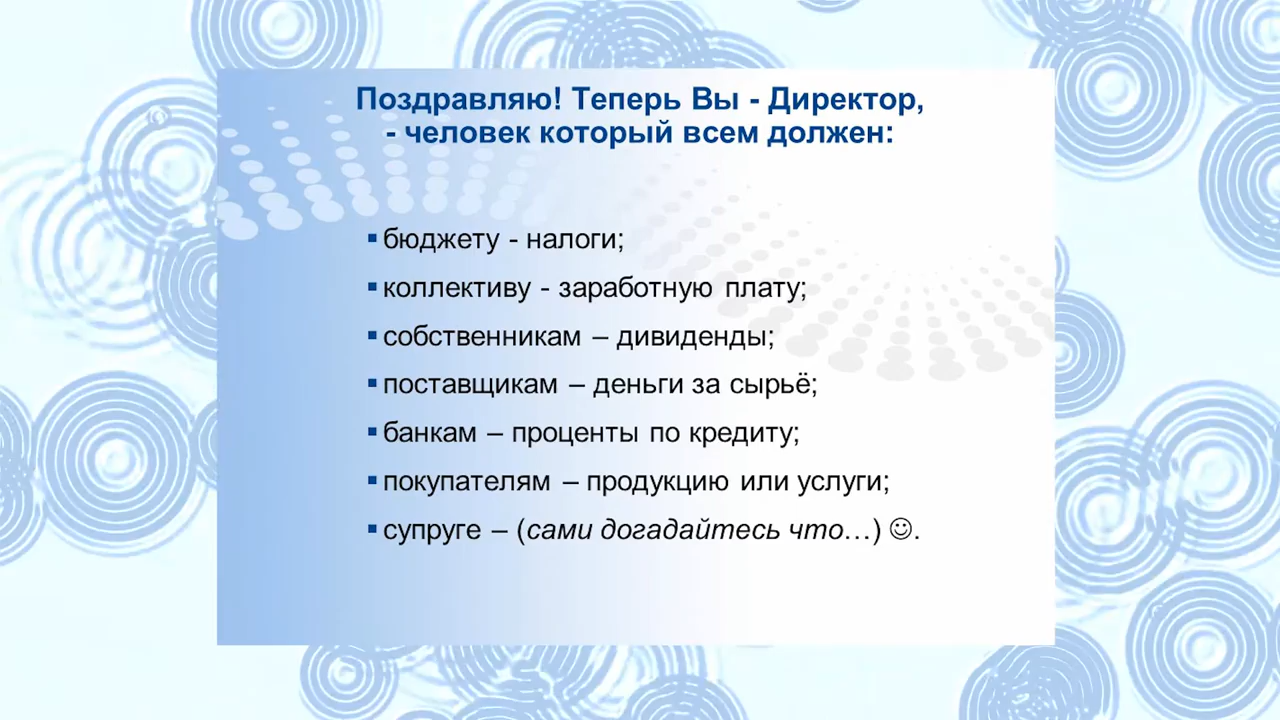 Поздравляю! Теперь Вы - Директор,
- человек который всем должен:
▪ бюджету - налоги;
▪ коллективу - заработную плату;
▪ собственникам – дивиденды;
▪ поставщикам – деньги за сырьё;
▪ банкам – проценты по кредиту;
▪ покупателям – продукцию или услуги;
▪ супруге – (сами догадайтесь что…) ☺.